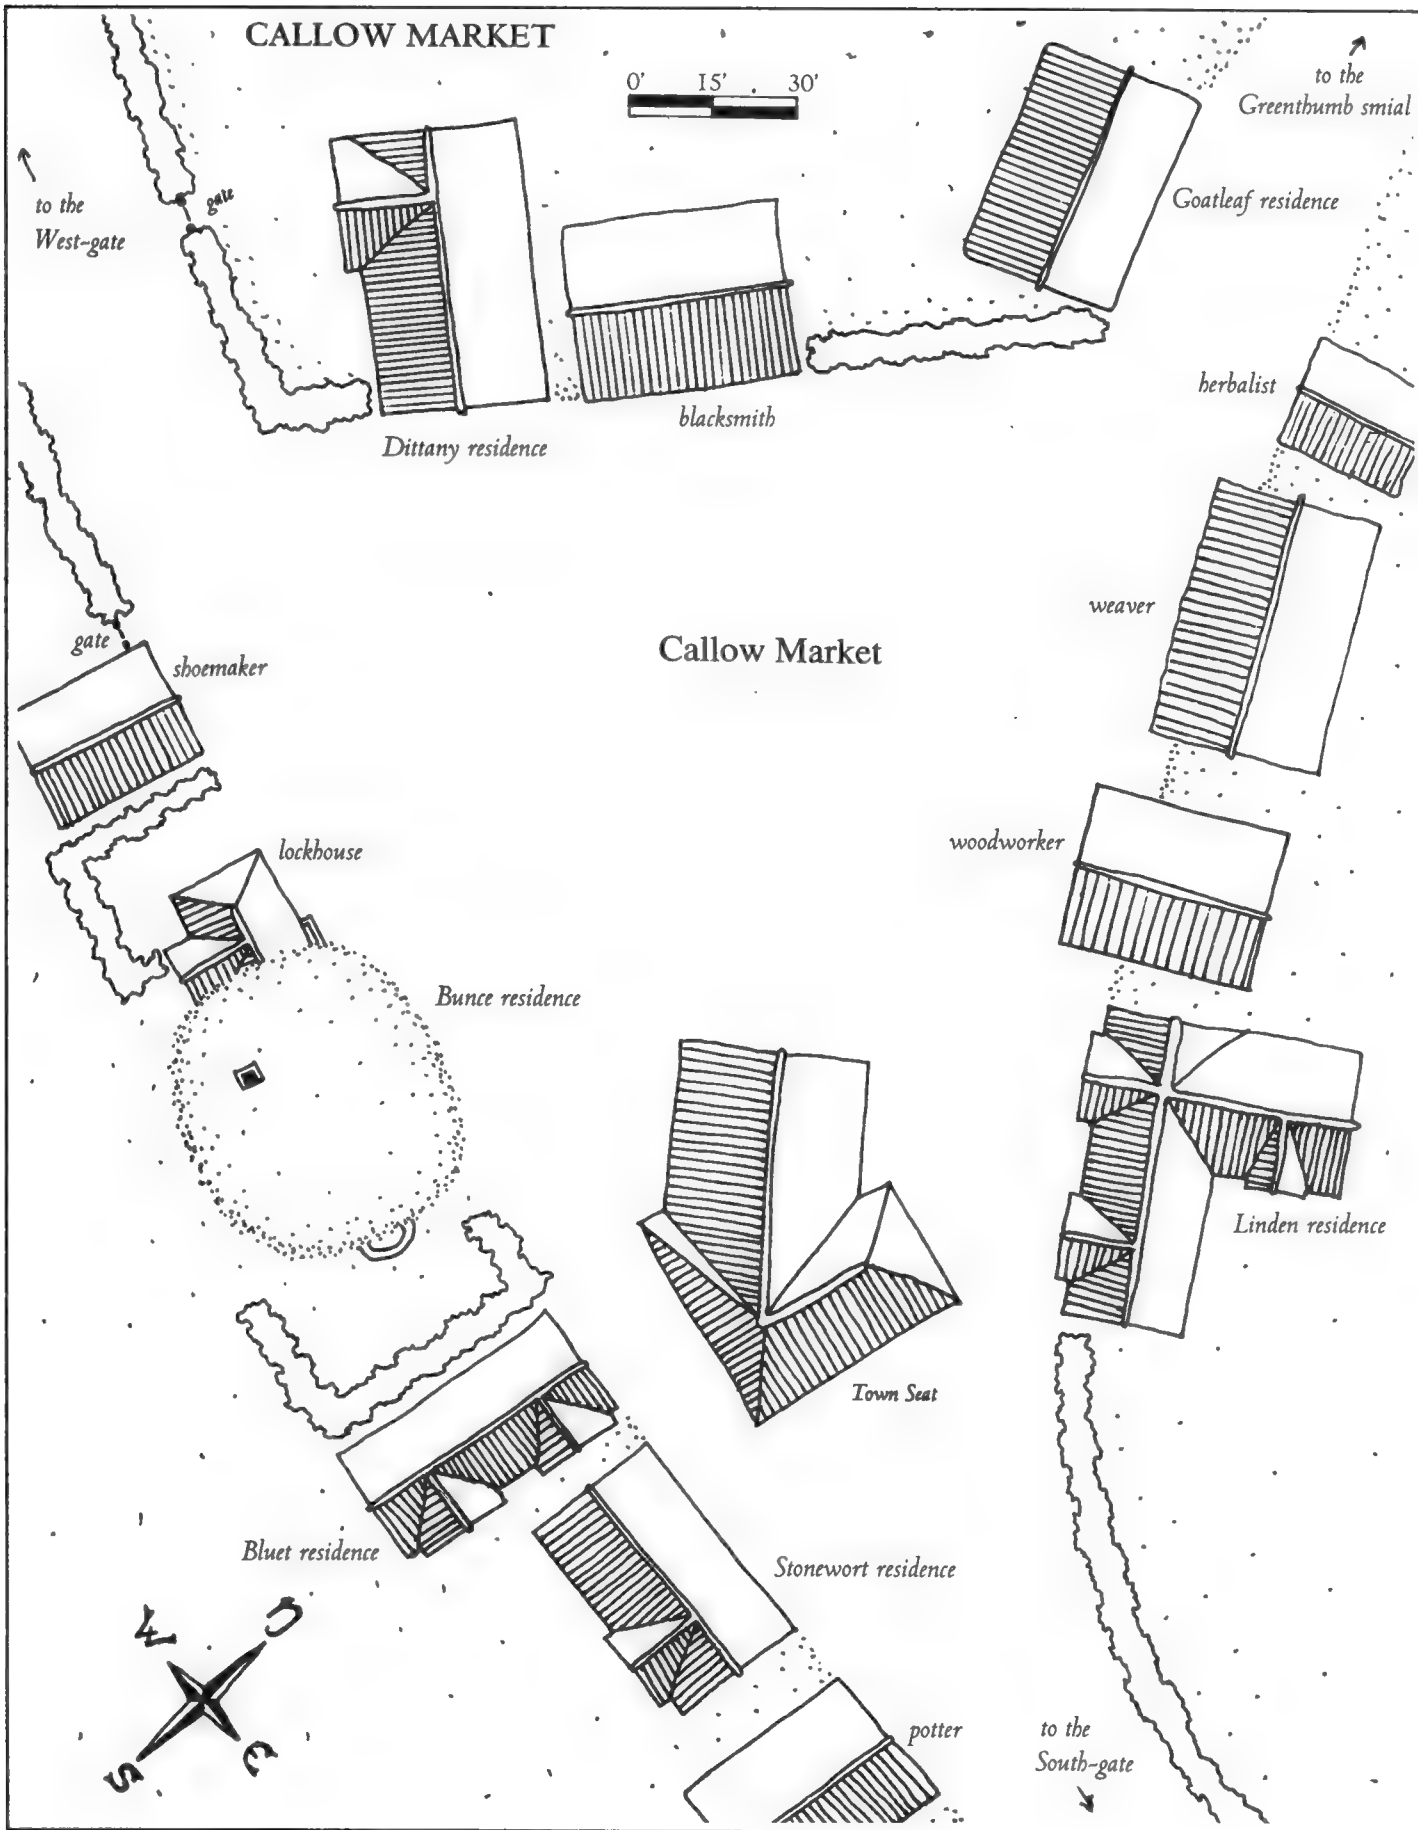 CALLOW MARKET
0' 15' 30'
to the
Greenthumb smial
to the
West-gate
gate
Goatleaf residence
herbalist
blacksmith
Dittany residence
weaver
gate
shoemaker
Callow Market
woodworker
lockhouse
Bunce residence
Linden residence
Town Seat
Bluet residence
Stonewort residence
W
N
E
S
potter
to the
South-gate